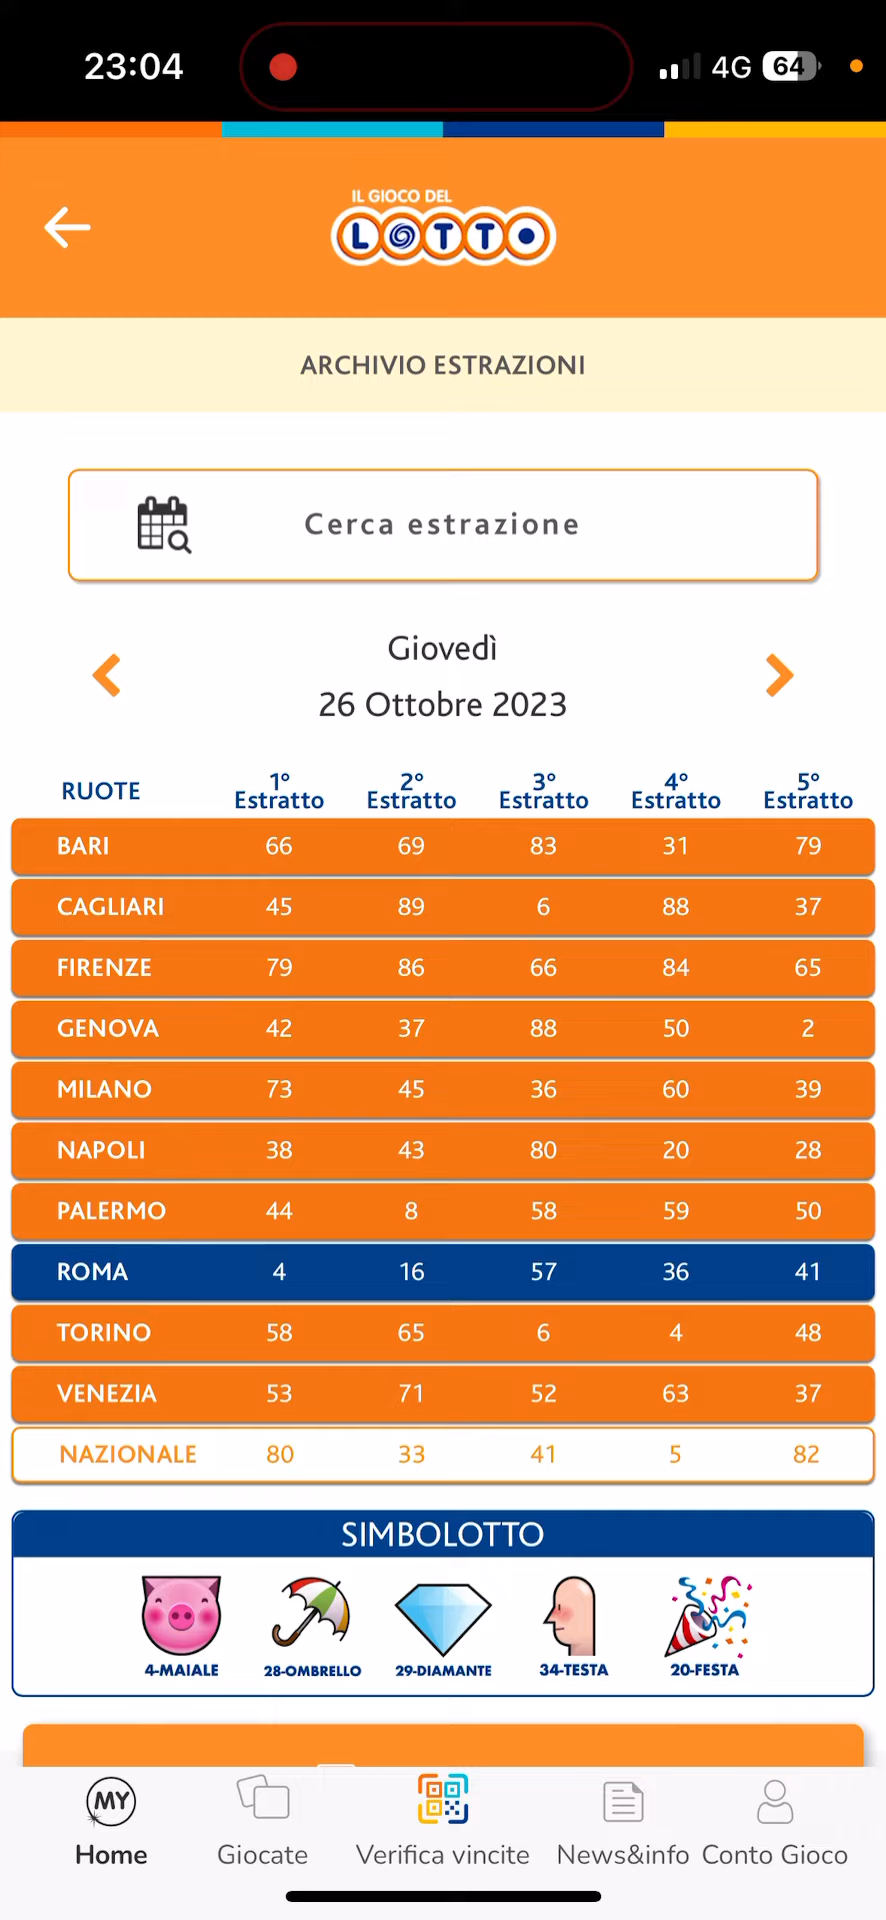 23:04 4G 64
IL GIOCO DEL
LOTTO
ARCHIVIO ESTRAZIONI
Cerca estrazione
Giovedì
26 Ottobre 2023
RUOTE 1° Estratto 2° Estratto 3° Estratto 4° Estratto 5° Estratto
BARI 66 69 83 31 79
CAGLIARI 45 89 6 88 37
FIRENZE 79 86 66 84 65
GENOVA 42 37 88 50 2
MILANO 73 45 36 60 39
NAPOLI 38 43 80 20 28
PALERMO 44 8 58 59 50
ROMA 4 16 57 36 41
TORINO 58 65 6 4 48
VENEZIA 53 71 52 63 37
NAZIONALE 80 33 41 5 82
SIMBOLOTTO
4-MAIALE 28-OMBRELLO 29-DIAMANTE 34-TESTA 20-FESTA
MY
Home Giocate Verifica vincite News&info Conto Gioco